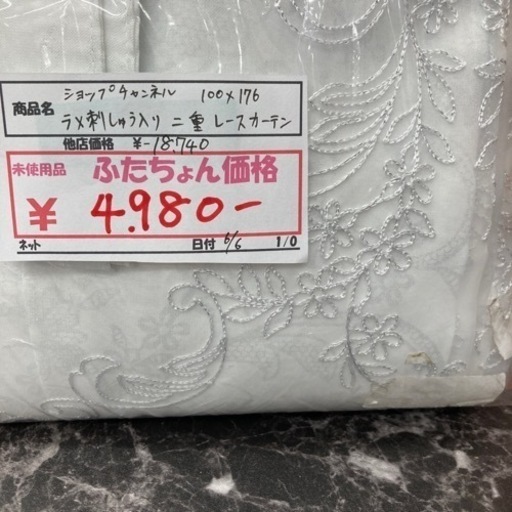 ショップチャンネル 100×176
商品名 ラメ刺しゅう入り 二重 レースカーテン
他店価格 ¥-18.740
未使用品 ふたちょん価格
¥ 4.980-
ネット 日付 6/6 1/0